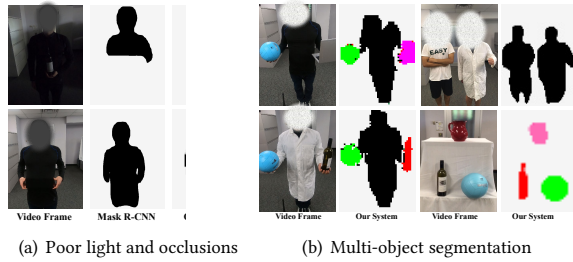 EASY
Video Frame Mask R-CNN
Video Frame Our System Video Frame Our System
(a) Poor light and occlusions (b) Multi-object segmentation